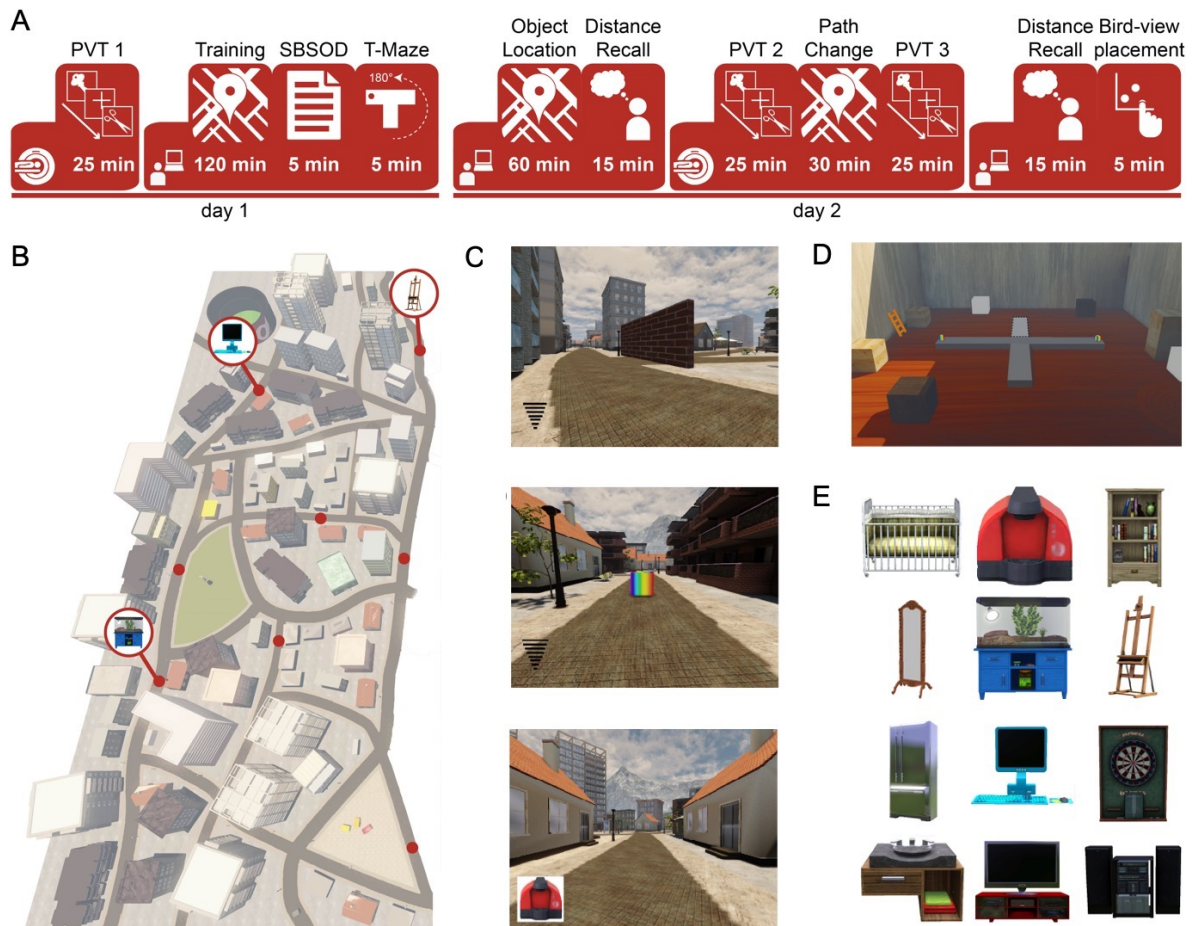 A
PVT 1
25 min
Training
120 min
SBSOD
5 min
T-Maze
180°
5 min
day 1
Object
Location
60 min
Distance
Recall
15 min
PVT 2
25 min
Path
Change
30 min
PVT 3
25 min
Distance
Recall
15 min
Bird-view
placement
5 min
day 2
B
C
D
E